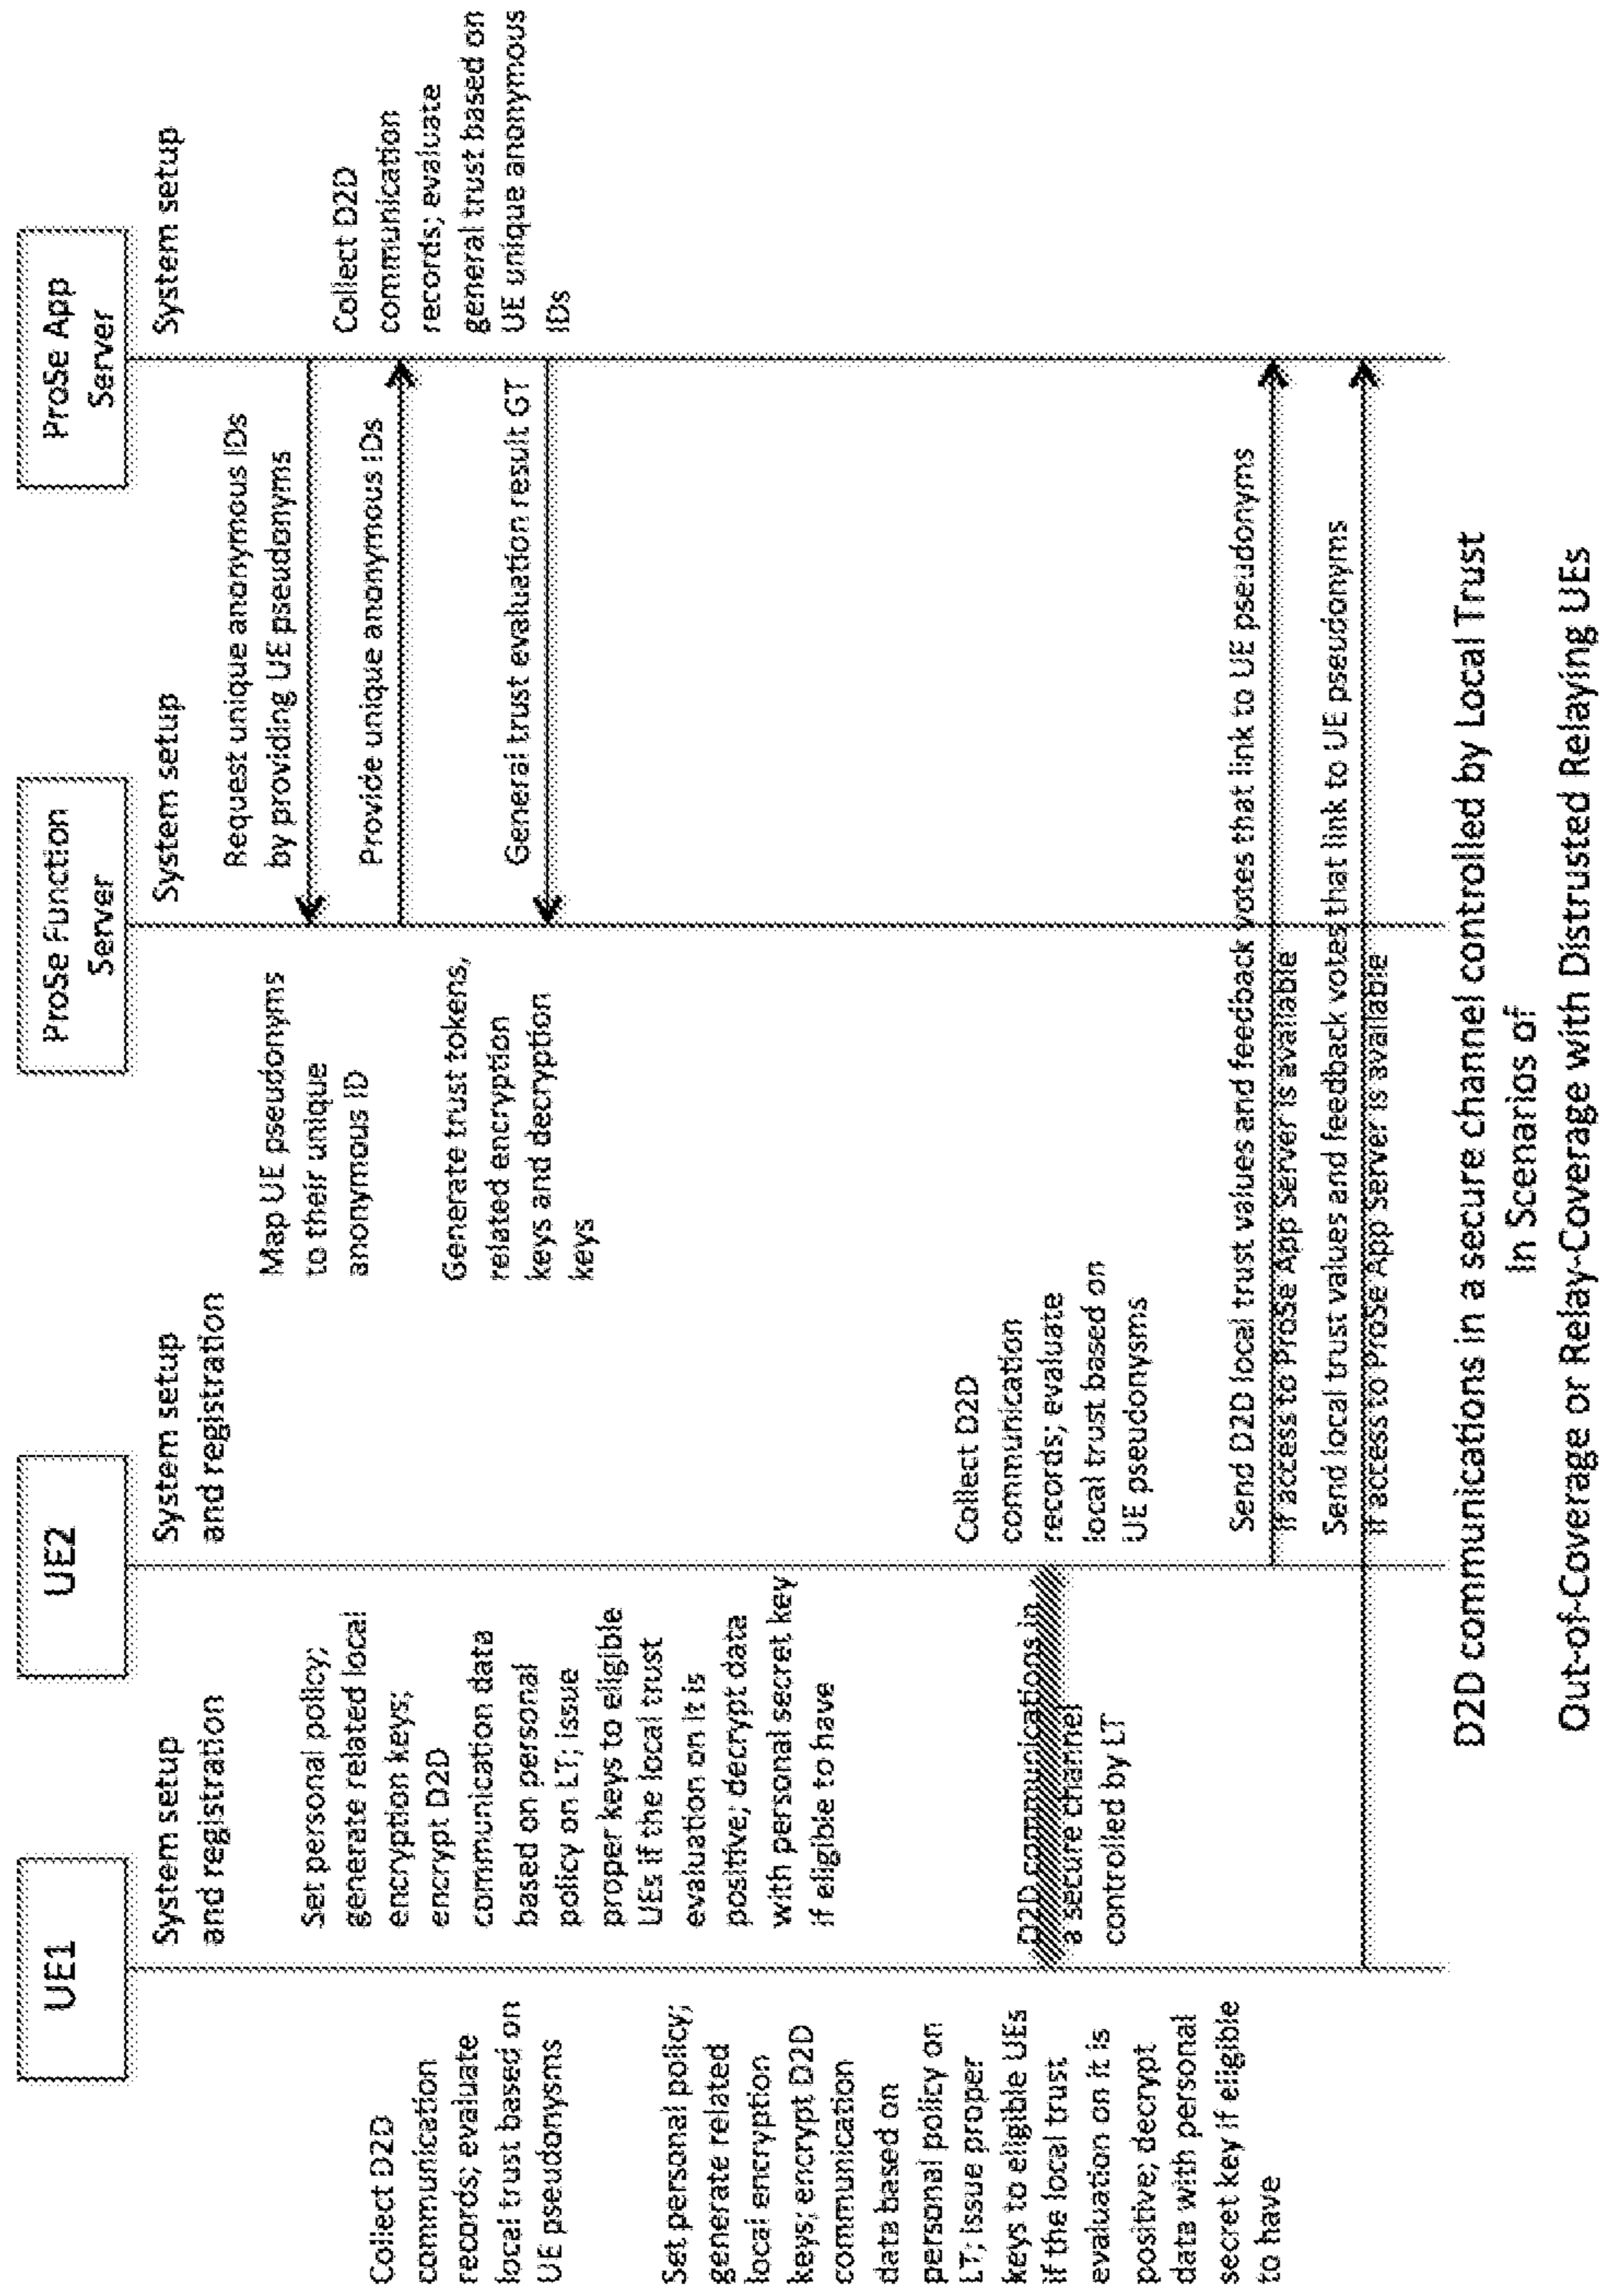 UE1
UE2
ProSe Function
Server
ProSe App
Server
System setup
and registration
System setup
and registration
System setup
System setup
Collect D2D
communication
records; evaluate
local trust based on
UE pseudonysms
Set personal policy;
generate related
local encryption
keys; encrypt D2D
communication
data based on
personal policy on
LT; issue proper
keys to eligible UEs
if the local trust
evaluation on it is
positive; decrypt
data with personal
secret key if eligible
to have
Set personal policy;
generate related local
encryption keys;
encrypt D2D
communication data
based on personal
policy on LT; issue
proper keys to eligible
UEs if the local trust
evaluation on it is
positive; decrypt data
with personal secret key
if eligible to have
D2D communications in
a secure channel
controlled by LT
Collect D2D
communication
records; evaluate
local trust based on
UE pseudonysms
Map UE pseudonyms
to their unique
anonymous ID
Generate trust tokens,
related encryption
keys and decryption
keys
Request unique anonymous IDs
by providing UE pseudonyms
Provide unique anonymous IDs
General trust evaluation result GT
Collect D2D
communication
records; evaluate
general trust based on
UE unique anonymous
IDs
Send D2D local trust values and feedback votes that link to UE pseudonyms
if access to ProSe App Server is available
Send local trust values and feedback votes that link to UE pseudonyms
if access to ProSe App Server is available
D2D communications in a secure channel controlled by Local Trust
In Scenarios of
Out-of-Coverage or Relay-Coverage with Distrusted Relaying UEs